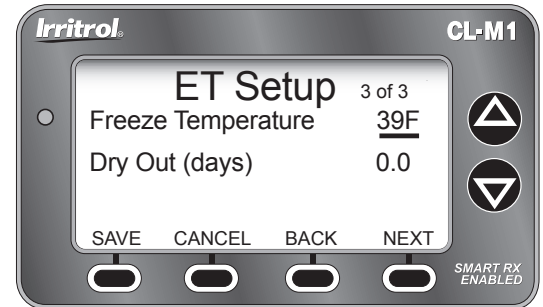 Irritrol®
CL-M1
ET Setup 3 of 3
Freeze Temperature 39F
Dry Out (days) 0.0
SAVE CANCEL BACK NEXT
SMART RX
ENABLED